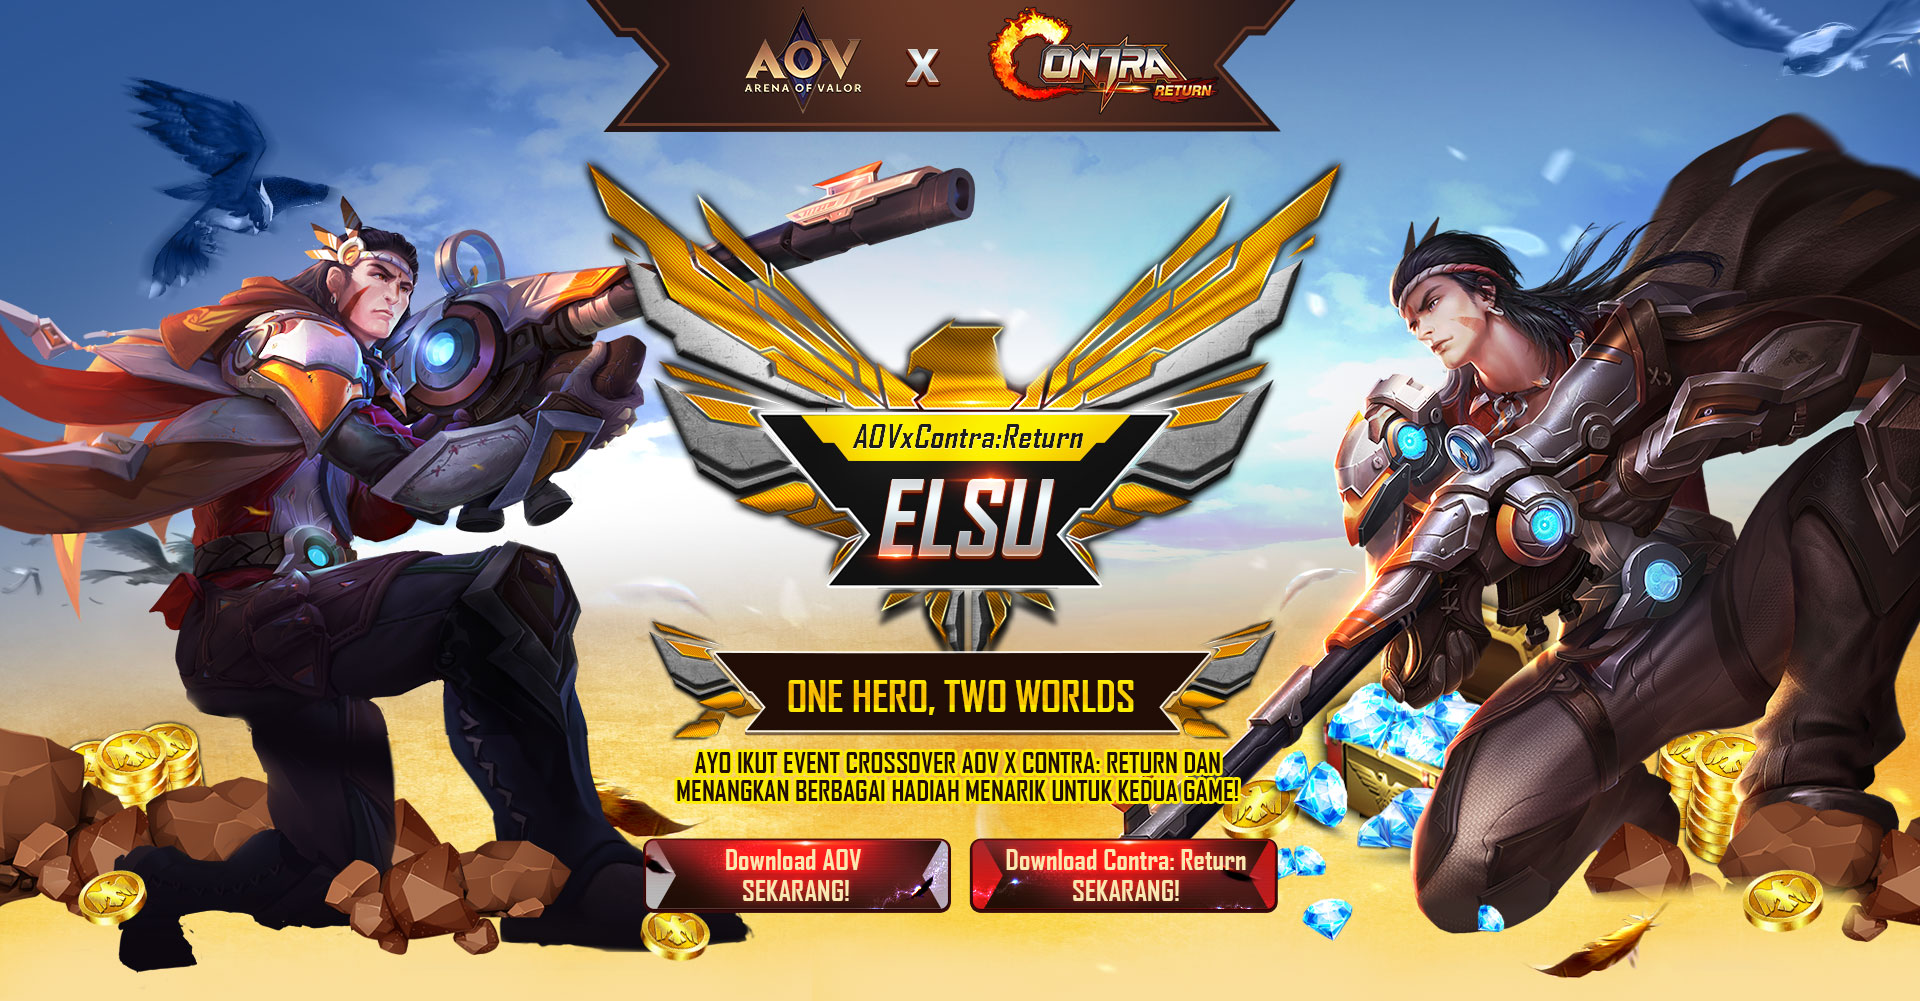 AOV
ARENA OF VALOR
X
CONTRA
RETURN
AOVxContra:Return
ELSU
ONE HERO, TWO WORLDS
AYO IKUT EVENT CROSSOVER AOV X CONTRA: RETURN DAN
MENANGKAN BERBAGAI HADIAH MENARIK UNTUK KEDUA GAME!
Download AOV
SEKARANG!
Download Contra: Return
SEKARANG!